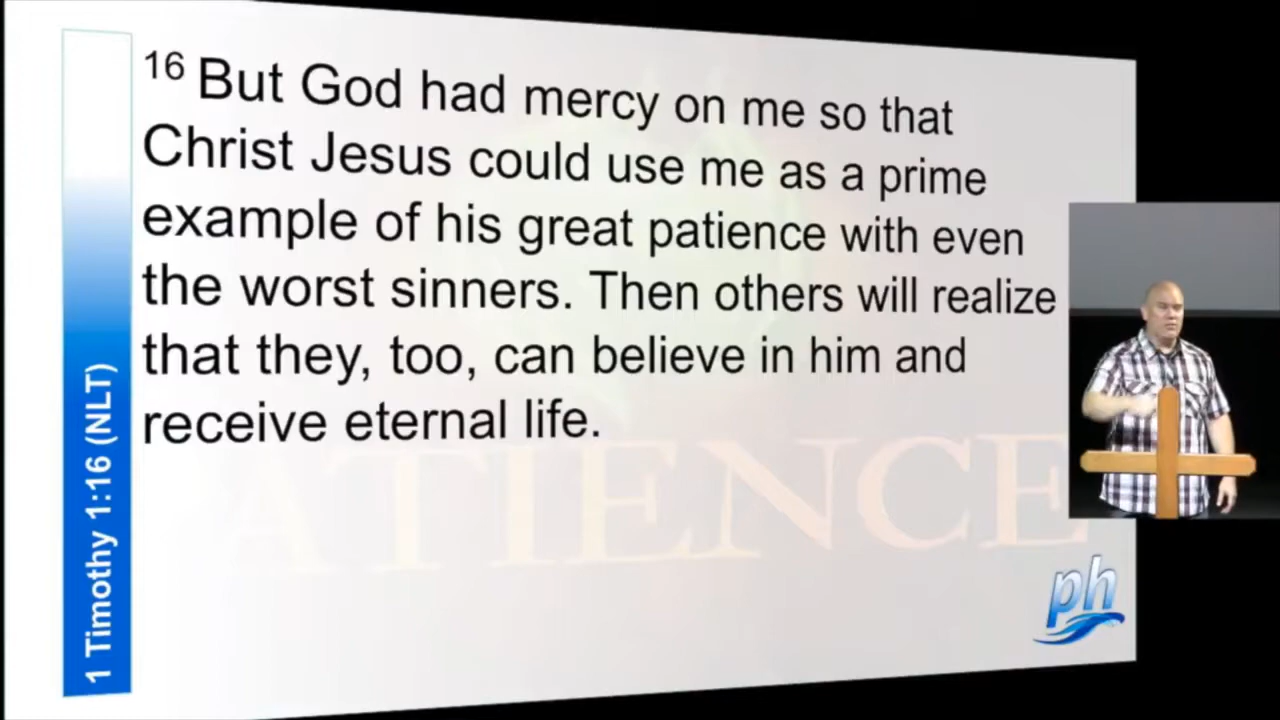 16 But God had mercy on me so that
Christ Jesus could use me as a prime
example of his great patience with even
the worst sinners. Then others will realize
that they, too, can believe in him and
receive eternal life.
PATIENCE
1 Timothy 1:16 (NLT)
ph